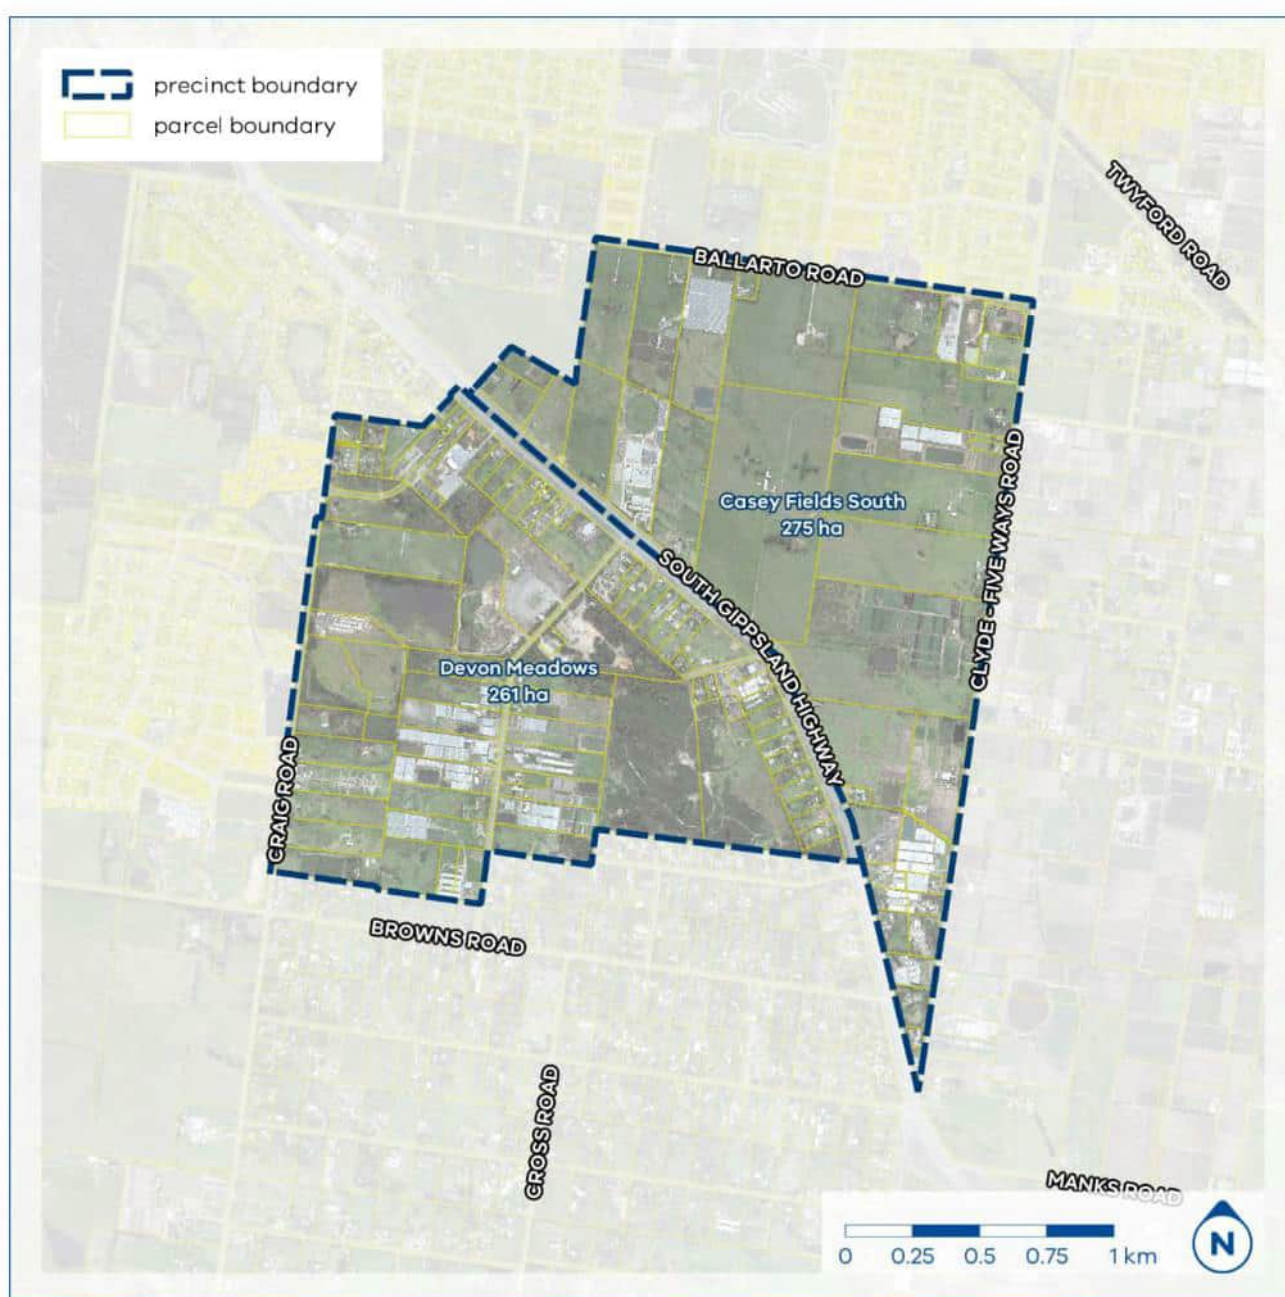 precinct boundary
parcel boundary
TWYFORD ROAD
BALLARTO ROAD
Casey Fields South
275 ha
CLYDE - FIVE WAYS ROAD
SOUTH GIPPSLAND HIGHWAY
Devon Meadows
261 ha
CRAIG ROAD
BROWNS ROAD
CROSS ROAD
MANKS ROAD
0 0.25 0.5 0.75 1 km
N